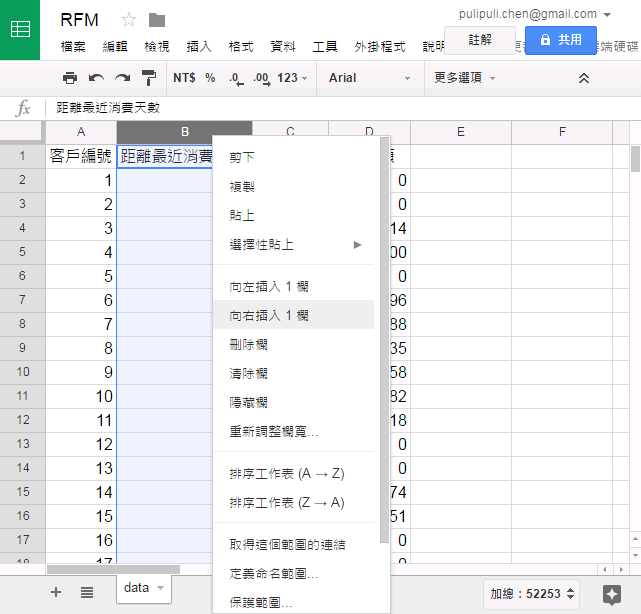 RFM
pulipuli.chen@gmail.com
檔案 編輯 檢視 插入 格式 資料 工具 外掛程式 說明
註解 共用 端硬碟
NT$ % .0 .00 123 Arial 更多選項
fx 距離最近消費天數
A B C D E F
1 客戶編號 距離最近消費
2 1 0
3 2 0
4 3 14
5 4 00
6 5 0
7 6 96
8 7 88
9 8 35
10 9 58
11 10 82
12 11 18
13 12 0
14 13 0
15 14 74
16 15 51
17 16 0
18 17 0
剪下
複製
貼上
選擇性貼上
向左插入 1 欄
向右插入 1 欄
刪除欄
清除欄
隱藏欄
重新調整欄寬...
排序工作表 (A → Z)
排序工作表 (Z → A)
取得這個範圍的連結
定義命名範圍...
保護範圍...
+ data 加總：52253